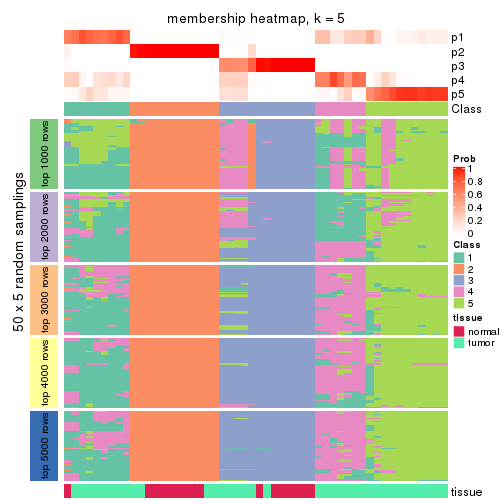 membership heatmap, k = 5
p1
p2
p3
p4
p5
Class
50 x 5 random samplings
top 1000 rows
top 2000 rows
top 3000 rows
top 4000 rows
top 5000 rows
Prob
1
0.8
0.6
0.4
0.2
0
Class
1
2
3
4
5
tissue
normal
tumor
tissue